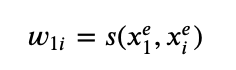 $w_{1i} = s(x_1^e, x_i^e)$